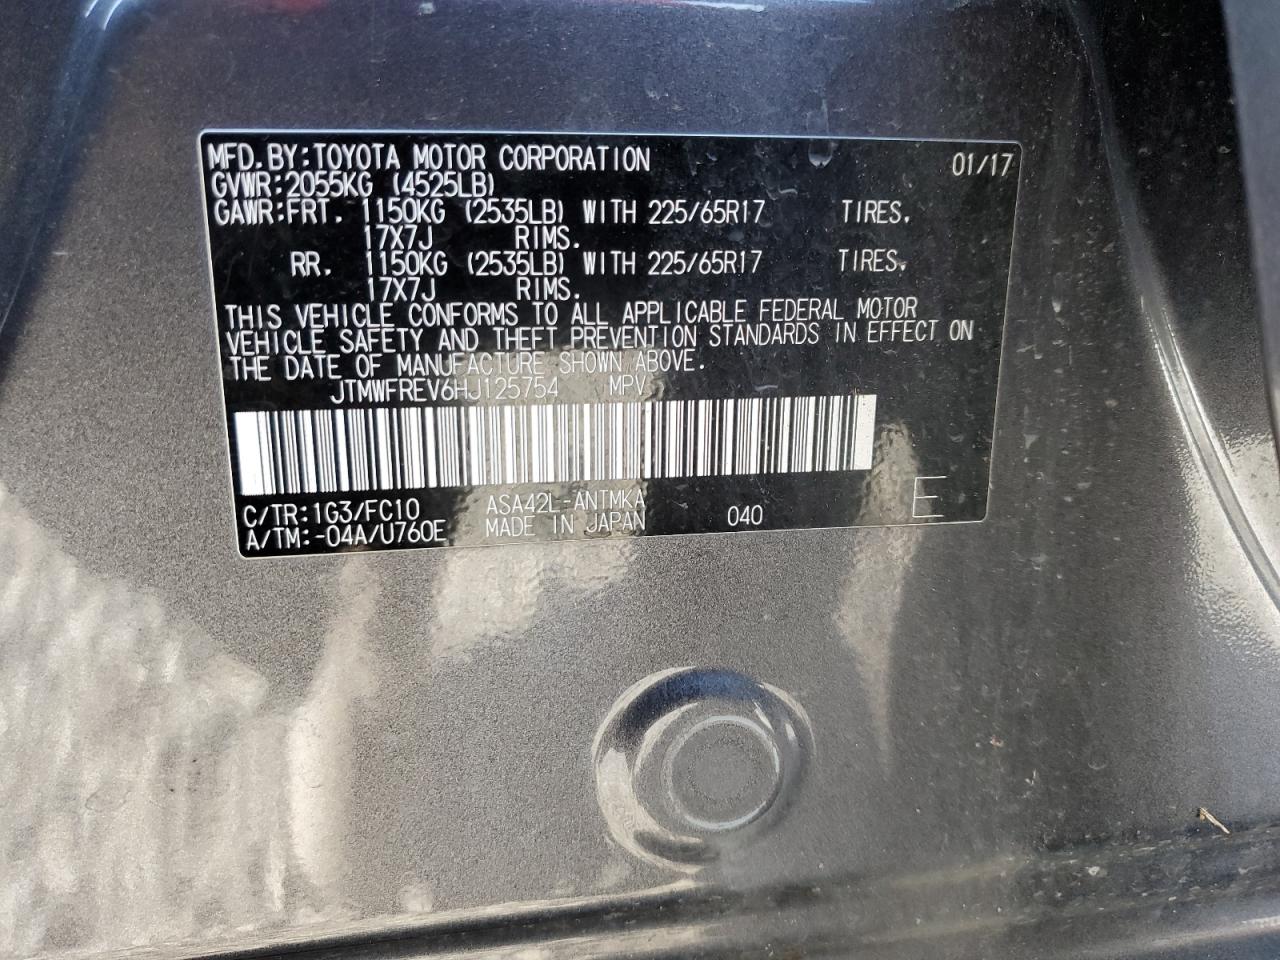 MFD.BY:TOYOTA MOTOR CORPORATION 01/17
GVWR:2055KG (4525LB)
GAWR:FRT. 1150KG (2535LB) WITH 225/65R17 TIRES.
17X7J RIMS.
RR. 1150KG (2535LB) WITH 225/65R17 TIRES.
17X7J RIMS.
THIS VEHICLE CONFORMS TO ALL APPLICABLE FEDERAL MOTOR
VEHICLE SAFETY AND THEFT PREVENTION STANDARDS IN EFFECT ON
THE DATE OF MANUFACTURE SHOWN ABOVE.
JTMWFREV6HJ125754 MPV
C/TR:1G3/FC10 ASA42L-ANTMKA
A/TM:-04A/U760E MADE IN JAPAN 040 E